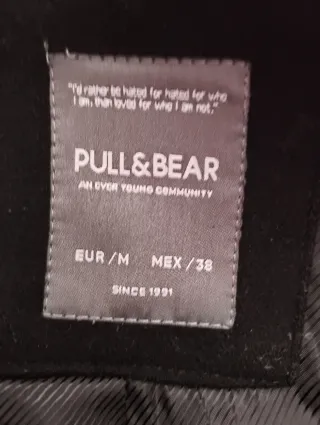 "I'd rather be hated for hated for who
I am, than loved for who I am not."
PULL&BEAR
AN EVER YOUNG COMMUNITY
EUR/M MEX/38
SINCE 1991